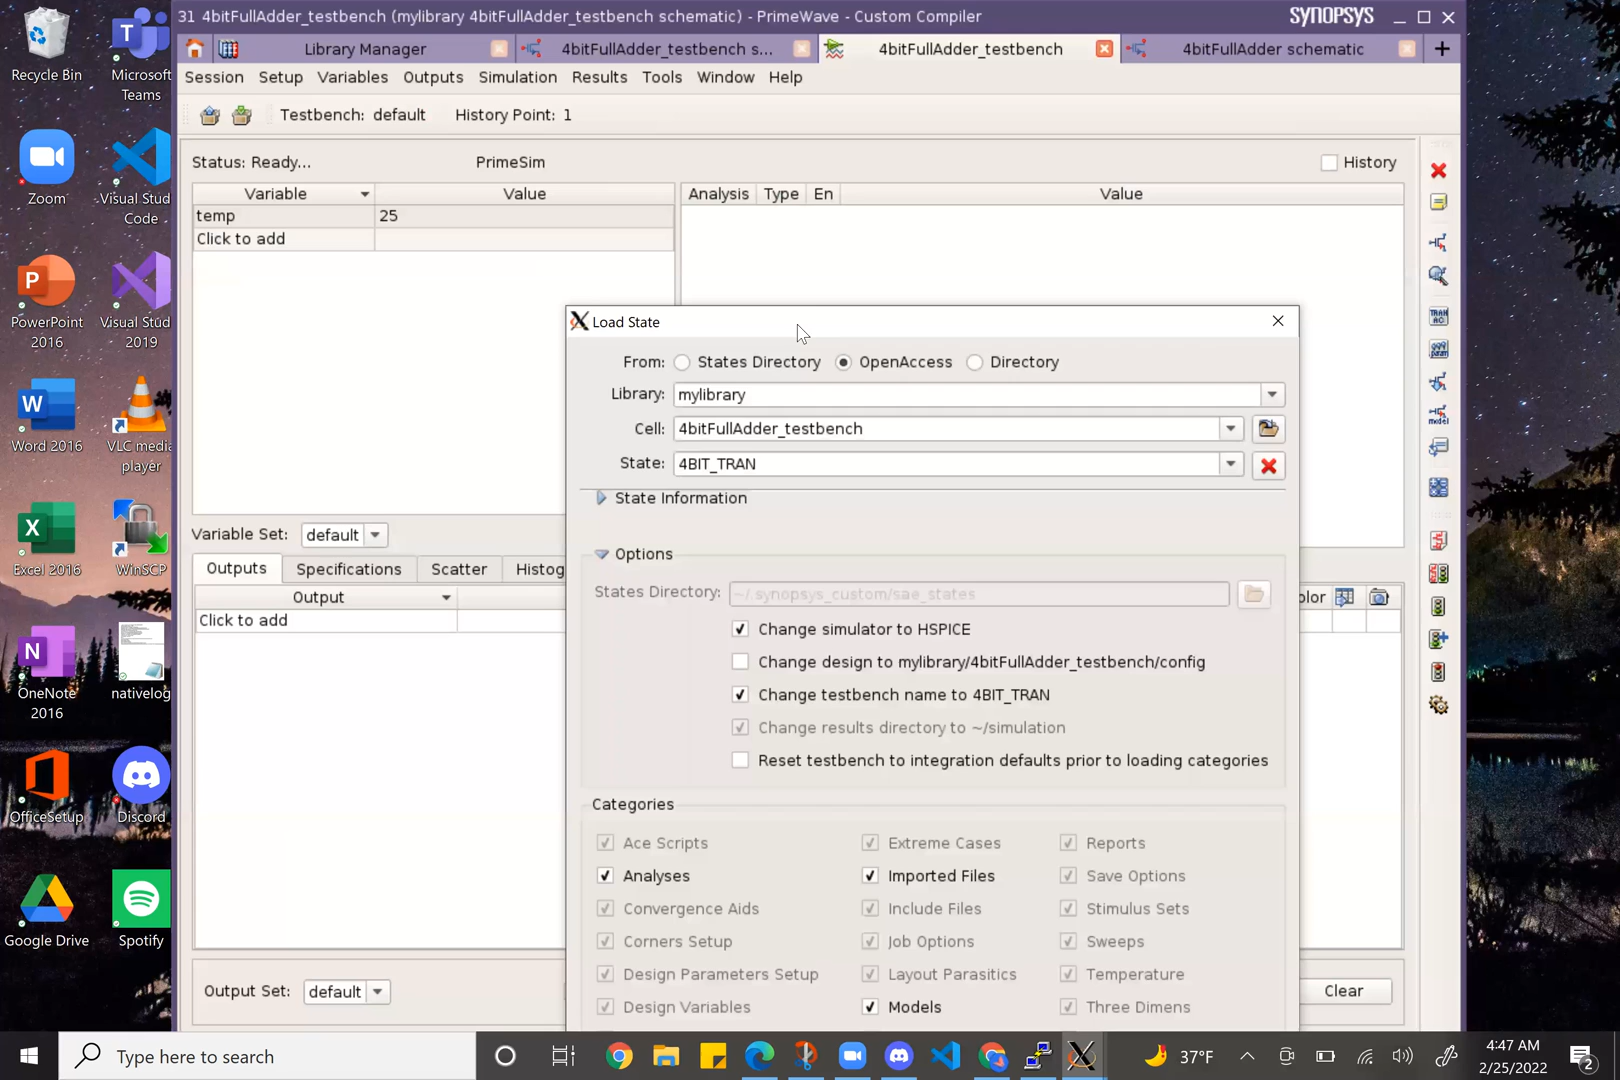 31 4bitFullAdder_testbench (mylibrary 4bitFullAdder_testbench schematic) - PrimeWave - Custom Compiler
SYNOPSYS
Library Manager
4bitFullAdder_testbench s...
4bitFullAdder_testbench
4bitFullAdder schematic
Session Setup Variables Outputs Simulation Results Tools Window Help
Testbench: default History Point: 1
Status: Ready...
PrimeSim
History
Variable Value
temp 25
Click to add
Analysis Type En Value
Load State
From: States Directory OpenAccess Directory
Library: mylibrary
Cell: 4bitFullAdder_testbench
State: 4BIT_TRAN
State Information
Options
States Directory: ~/.synopsys_custom/sae_states
Change simulator to HSPICE
Change design to mylibrary/4bitFullAdder_testbench/config
Change testbench name to 4BIT_TRAN
Change results directory to ~/simulation
Reset testbench to integration defaults prior to loading categories
Categories
Ace Scripts Extreme Cases Reports
Analyses Imported Files Save Options
Convergence Aids Include Files Stimulus Sets
Corners Setup Job Options Sweeps
Design Parameters Setup Layout Parasitics Temperature
Design Variables Models Three Dimens
Variable Set: default
Outputs Specifications Scatter Histog
Output
olor
Click to add
Output Set: default
Clear
Recycle Bin
Microsoft Teams
Zoom
Visual Stud Code
PowerPoint 2016
Visual Stud 2019
Word 2016
VLC media player
Excel 2016
WinSCP
OneNote 2016
nativelog
OfficeSetup
Discord
Google Drive
Spotify
Type here to search
37°F
4:47 AM
2/25/2022
2